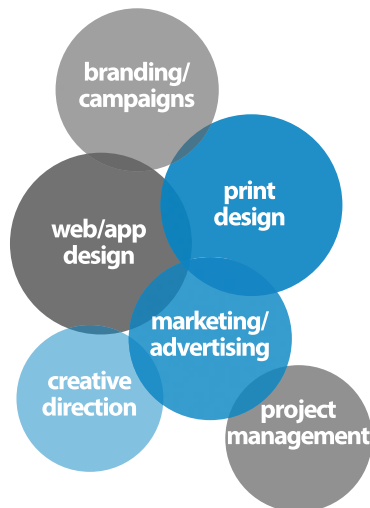 branding/
campaigns
print
design
web/app
design
marketing/
advertising
creative
direction
project
management